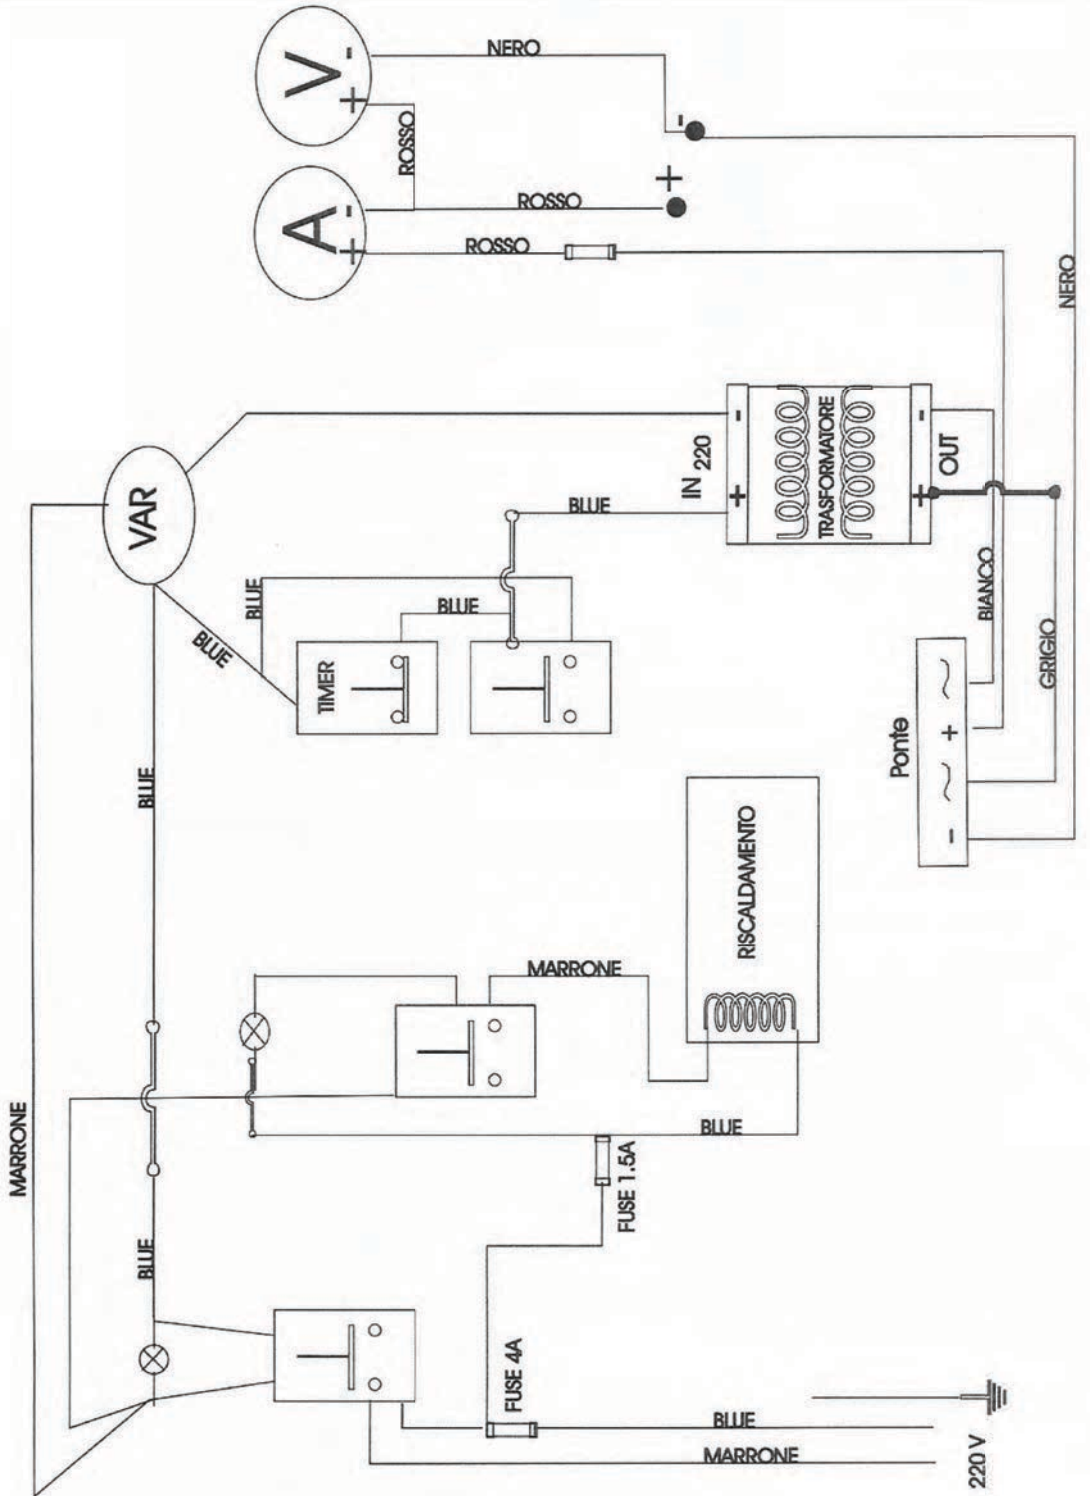 NERO
V
-
+
ROSSO
-
+
A
-
+
ROSSO
ROSSO
NERO
VAR
IN 220
-
+
TRASFORMATORE
-
+
OUT
BLUE
BLUE
BLUE
BLUE
TIMER
BIANCO
GRIGIO
Ponte
~
+
~
-
BLUE
RISCALDAMENTO
MARRONE
MARRONE
BLUE
FUSE 1.5A
BLUE
FUSE 4A
BLUE
MARRONE
220 V